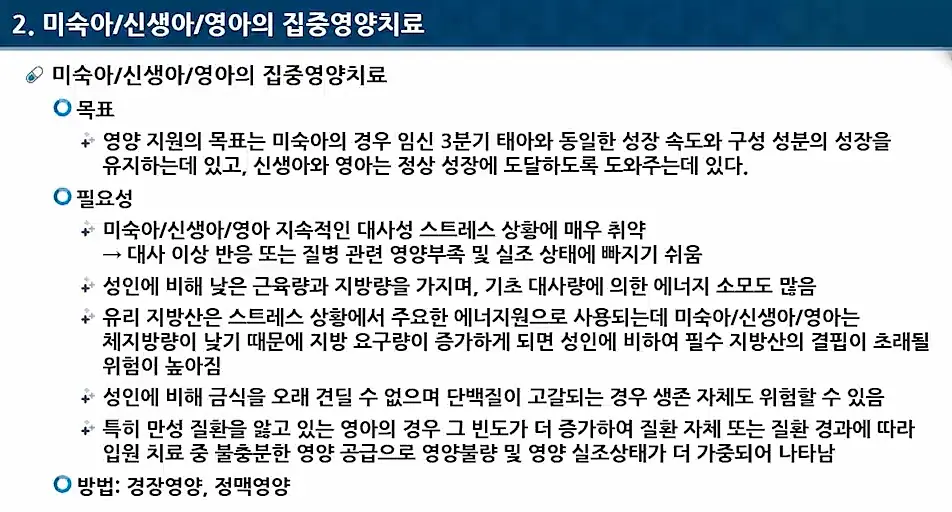 2. 미숙아/신생아/영아의 집중영양치료
미숙아/신생아/영아의 집중영양치료
목표
영양 지원의 목표는 미숙아의 경우 임신 3분기 태아와 동일한 성장 속도와 구성 성분의 성장을
유지하는데 있고, 신생아와 영아는 정상 성장에 도달하도록 도와주는데 있다.
필요성
미숙아/신생아/영아 지속적인 대사성 스트레스 상황에 매우 취약
→ 대사 이상 반응 또는 질병 관련 영양부족 및 실조 상태에 빠지기 쉬움
성인에 비해 낮은 근육량과 지방량을 가지며, 기초 대사량에 의한 에너지 소모도 많음
유리 지방산은 스트레스 상황에서 주요한 에너지원으로 사용되는데 미숙아/신생아/영아는
체지방량이 낮기 때문에 지방 요구량이 증가하게 되면 성인에 비하여 필수 지방산의 결핍이 초래될
위험이 높아짐
성인에 비해 금식을 오래 견딜 수 없으며 단백질이 고갈되는 경우 생존 자체도 위험할 수 있음
특히 만성 질환을 앓고 있는 영아의 경우 그 빈도가 더 증가하여 질환 자체 또는 질환 경과에 따라
입원 치료 중 불충분한 영양 공급으로 영양불량 및 영양 실조상태가 더 가중되어 나타남
방법: 경장영양, 정맥영양